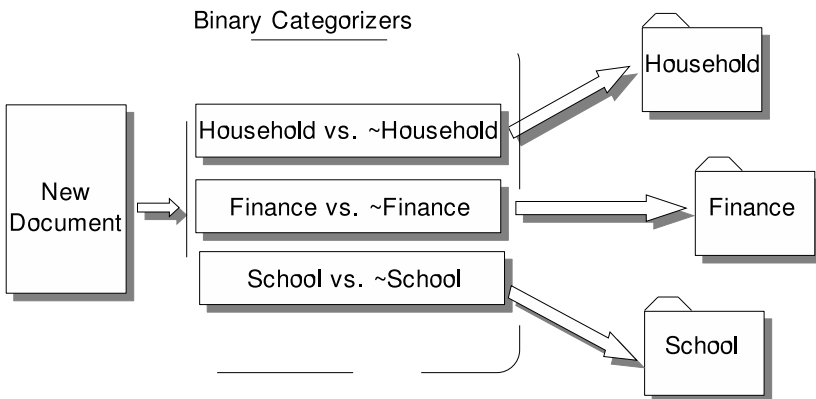 Binary Categorizers
Household
Household vs. ~Household
New
Document
Finance vs. ~Finance
Finance
School vs. ~School
School